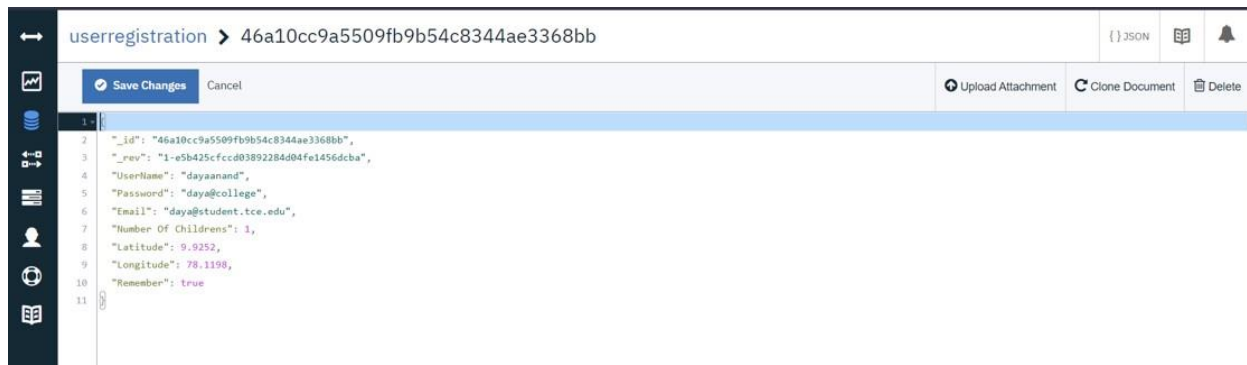 userregistration > 46a10cc9a5509fb9b54c8344ae3368bb
{ } JSON
Save Changes Cancel
Upload Attachment Clone Document Delete
1 {
2 "_id": "46a10cc9a5509fb9b54c8344ae3368bb",
3 "_rev": "1-e5b425cfccd03892284d04fe1456dcba",
4 "UserName": "dayaanand",
5 "Password": "daya@college",
6 "Email": "daya@student.tce.edu",
7 "Number Of Childrens": 1,
8 "Latitude": 9.9252,
9 "Longitude": 78.1198,
10 "Remember": true
11 }